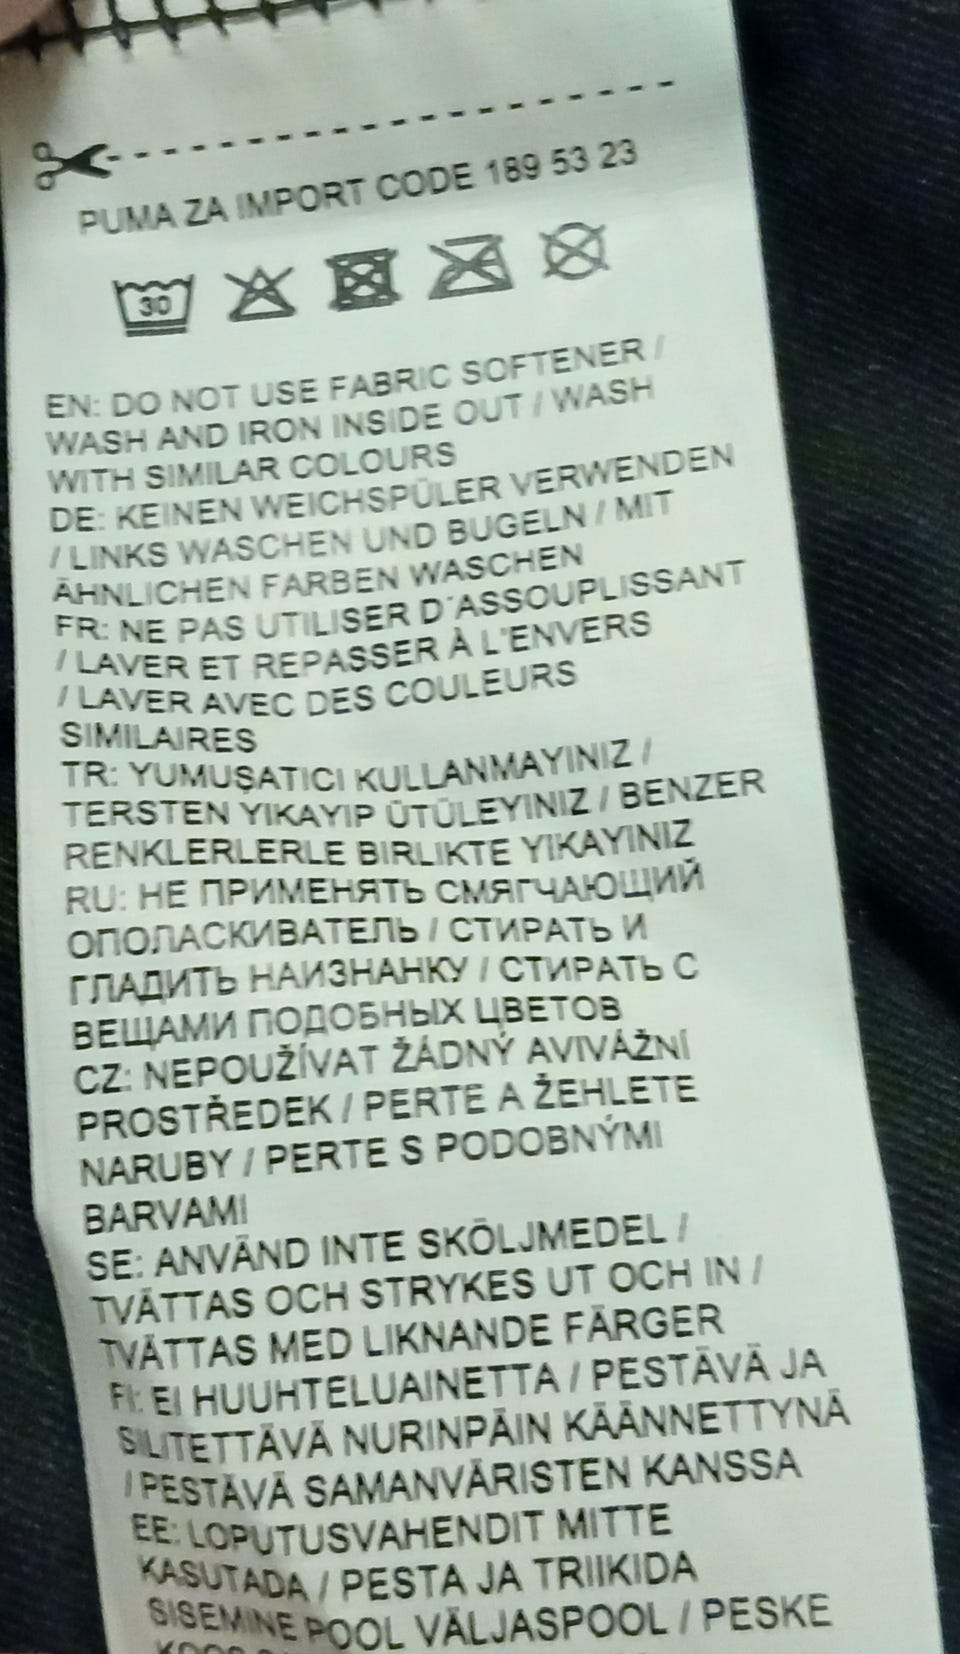 PUMA ZA IMPORT CODE 189 53 23
30
EN: DO NOT USE FABRIC SOFTENER /
WASH AND IRON INSIDE OUT / WASH
WITH SIMILAR COLOURS
DE: KEINEN WEICHSPÜLER VERWENDEN
/ LINKS WASCHEN UND BUGELN / MIT
ÄHNLICHEN FARBEN WASCHEN
FR: NE PAS UTILISER D´ASSOUPLISSANT
/ LAVER ET REPASSER À L'ENVERS
/ LAVER AVEC DES COULEURS
SIMILAIRES
TR: YUMUŞATICI KULLANMAYINIZ /
TERSTEN YIKAYIP ÜTÜLEYINIZ / BENZER
RENKLERLERLE BIRLIKTE YIKAYINIZ
RU: НЕ ПРИМЕНЯТЬ СМЯГЧАЮЩИЙ
ОПОЛАСКИВАТЕЛЬ / СТИРАТЬ И
ГЛАДИТЬ НАИЗНАНКУ / СТИРАТЬ С
ВЕЩАМИ ПОДОБНЫХ ЦВЕТОВ
CZ: NEPOUŽÍVAT ŽÁDNÝ AVIVÁŽNÍ
PROSTŘEDEK / PERTE A ŽEHLETE
NARUBY / PERTE S PODOBNÝMI
BARVAMI
SE: ANVÄND INTE SKÖLJMEDEL /
TVÄTTAS OCH STRYKES UT OCH IN /
TVÄTTAS MED LIKNANDE FÄRGER
FI: EI HUUHTELUAINETTA / PESTÄVÄ JA
SILITETTÄVÄ NURINPÄIN KÄÄNNETTYNÄ
/ PESTÄVÄ SAMANVÄRISTEN KANSSA
EE: LOPUTUSVAHENDIT MITTE
KASUTADA / PESTA JA TRIIKIDA
SISEMINE POOL VÄLJASPOOL / PESKE